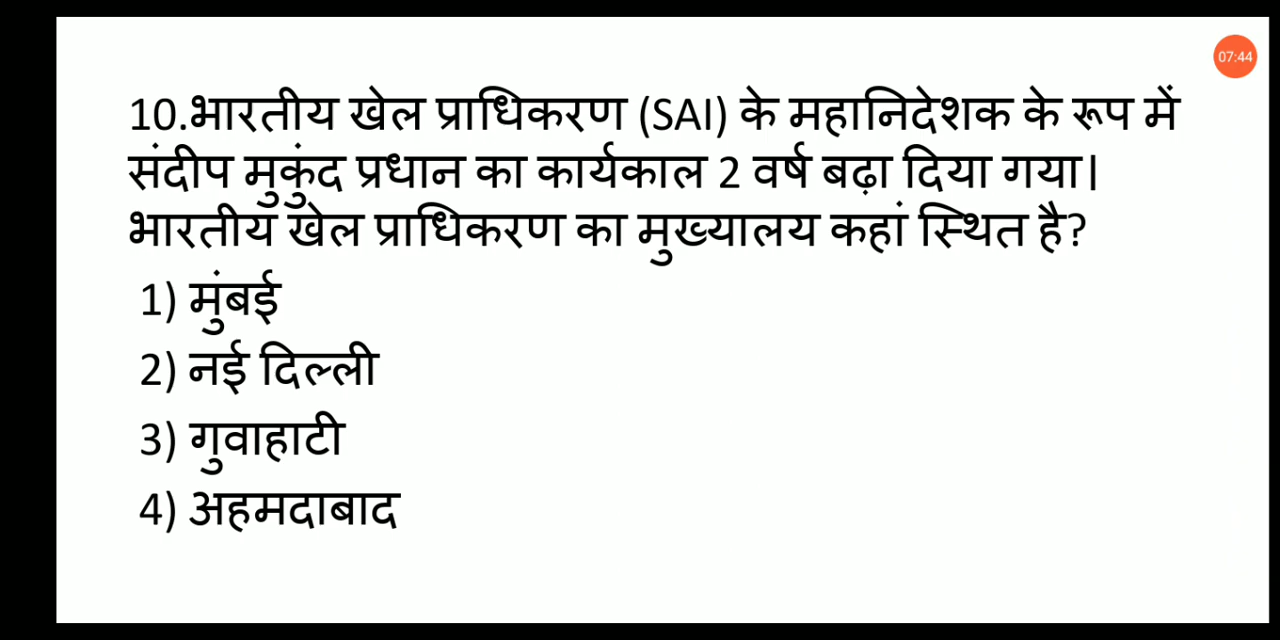 07:44
10.भारतीय खेल प्राधिकरण (SAI) के महानिदेशक के रूप में
संदीप मुकुंद प्रधान का कार्यकाल 2 वर्ष बढ़ा दिया गया।
भारतीय खेल प्राधिकरण का मुख्यालय कहां स्थित है?
1) मुंबई
2) नई दिल्ली
3) गुवाहाटी
4) अहमदाबाद